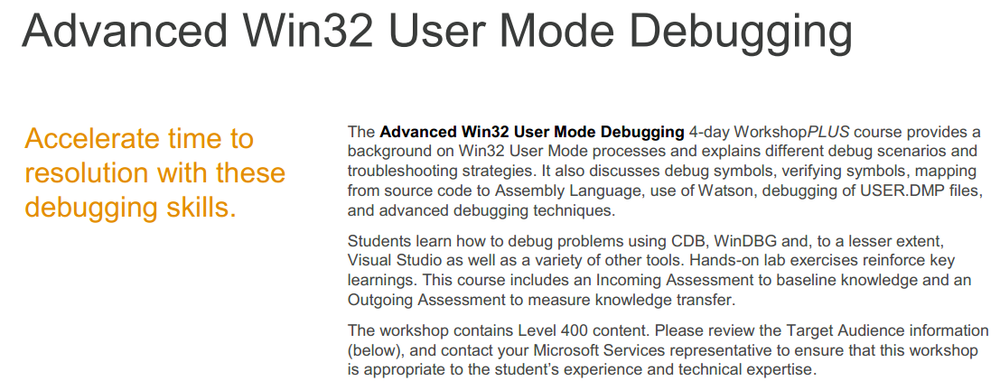 Advanced Win32 User Mode Debugging
Accelerate time to
resolution with these
debugging skills.
The Advanced Win32 User Mode Debugging 4-day WorkshopPLUS course provides a
background on Win32 User Mode processes and explains different debug scenarios and
troubleshooting strategies. It also discusses debug symbols, verifying symbols, mapping
from source code to Assembly Language, use of Watson, debugging of USER.DMP files,
and advanced debugging techniques.
Students learn how to debug problems using CDB, WinDBG and, to a lesser extent,
Visual Studio as well as a variety of other tools. Hands-on lab exercises reinforce key
learnings. This course includes an Incoming Assessment to baseline knowledge and an
Outgoing Assessment to measure knowledge transfer.
The workshop contains Level 400 content. Please review the Target Audience information
(below), and contact your Microsoft Services representative to ensure that this workshop
is appropriate to the student’s experience and technical expertise.